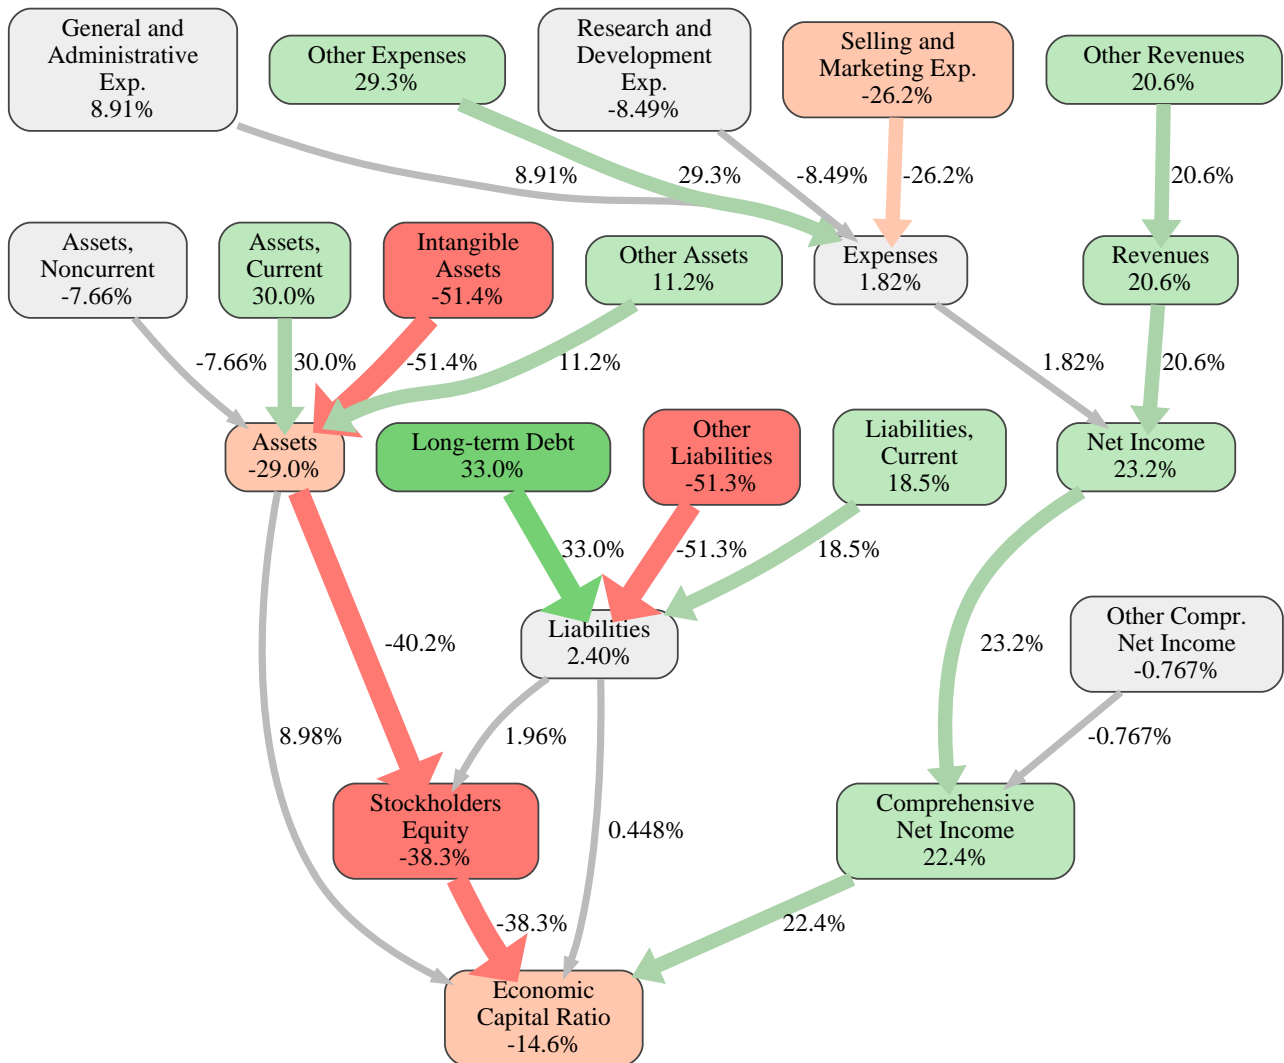 General and
Administrative
Exp.
8.91%
Other Expenses
29.3%
Research and
Development
Exp.
-8.49%
Selling and
Marketing Exp.
-26.2%
Other Revenues
20.6%
8.91%
29.3%
-8.49%
-26.2%
20.6%
Assets,
Noncurrent
-7.66%
Assets,
Current
30.0%
Intangible
Assets
-51.4%
Other Assets
11.2%
Expenses
1.82%
Revenues
20.6%
-7.66%
30.0%
-51.4%
11.2%
1.82%
20.6%
Assets
-29.0%
Long-term Debt
33.0%
Other
Liabilities
-51.3%
Liabilities,
Current
18.5%
Net Income
23.2%
33.0%
-51.3%
18.5%
Liabilities
2.40%
-40.2%
23.2%
Other Compr.
Net Income
-0.767%
8.98%
1.96%
-0.767%
Stockholders
Equity
-38.3%
0.448%
Comprehensive
Net Income
22.4%
-38.3%
22.4%
Economic
Capital Ratio
-14.6%